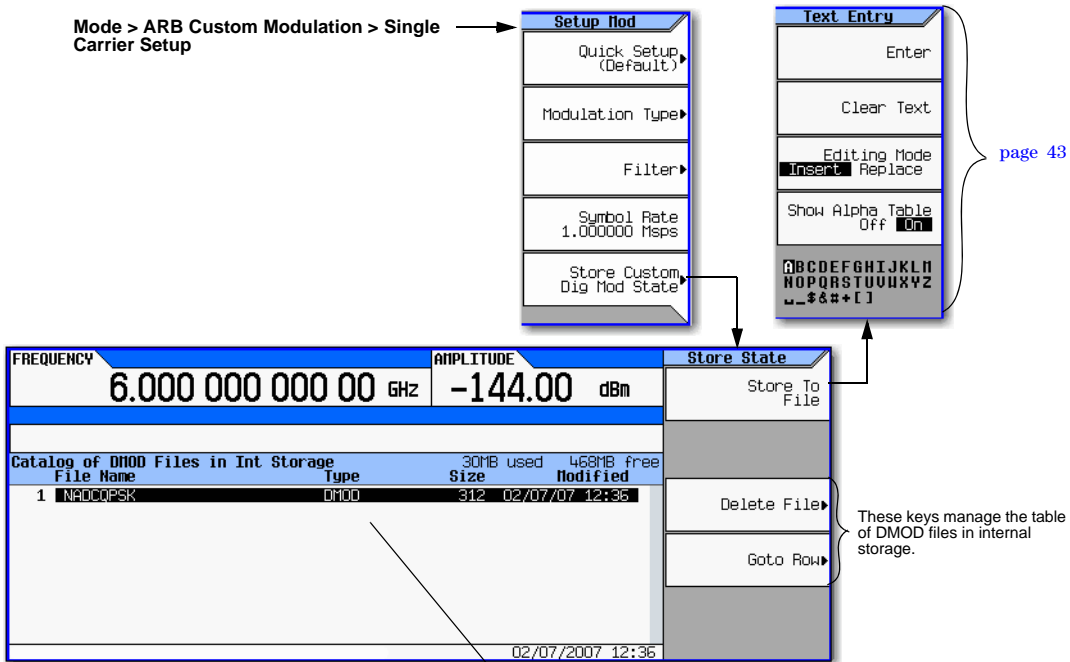 Mode > ARB Custom Modulation > Single
Carrier Setup
Setup Mod
Quick Setup
(Default)
Modulation Type
Filter
Symbol Rate
1.000000 Msps
Store Custom
Dig Mod State
Text Entry
Enter
Clear Text
Editing Mode
Insert Replace
Show Alpha Table
Off On
ABCDEFGHIJKLM
NOPQRSTUVWXYZ
␣_$&#+[]
page 43
FREQUENCY
6.000 000 000 00 GHz
AMPLITUDE
-144.00 dBm
Catalog of DMOD Files in Int Storage 30MB used 468MB free
File Name Type Size Modified
1 NADCQPSK DMOD 312 02/07/07 12:36
02/07/2007 12:36
Store State
Store To
File
Delete File
Goto Row
These keys manage the table
of DMOD files in internal
storage.